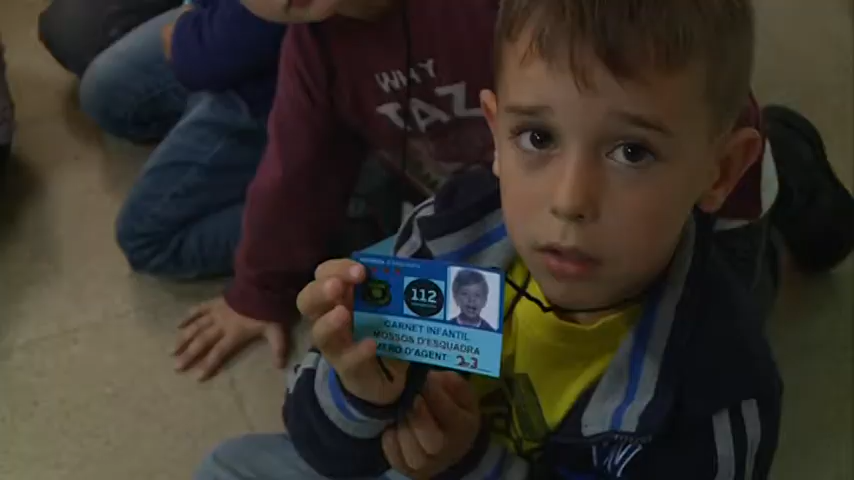 WHY
TAZ
112
CARNET INFANTIL
MOSSOS D'ESQUADRA
D'AGENT 23